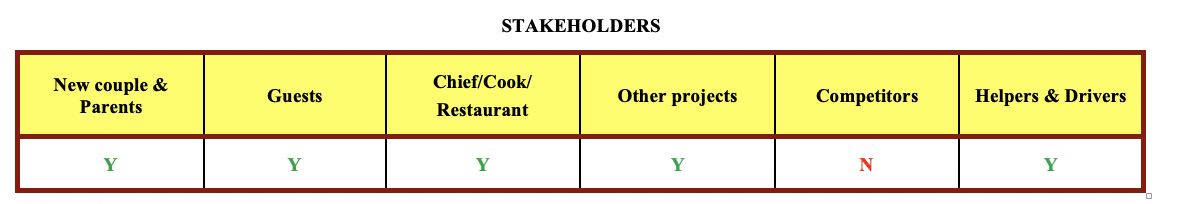 STAKEHOLDERS
New couple &
Parents
Guests
Chief/Cook/
Restaurant
Other projects
Competitors
Helpers & Drivers
Y
Y
Y
Y
N
Y